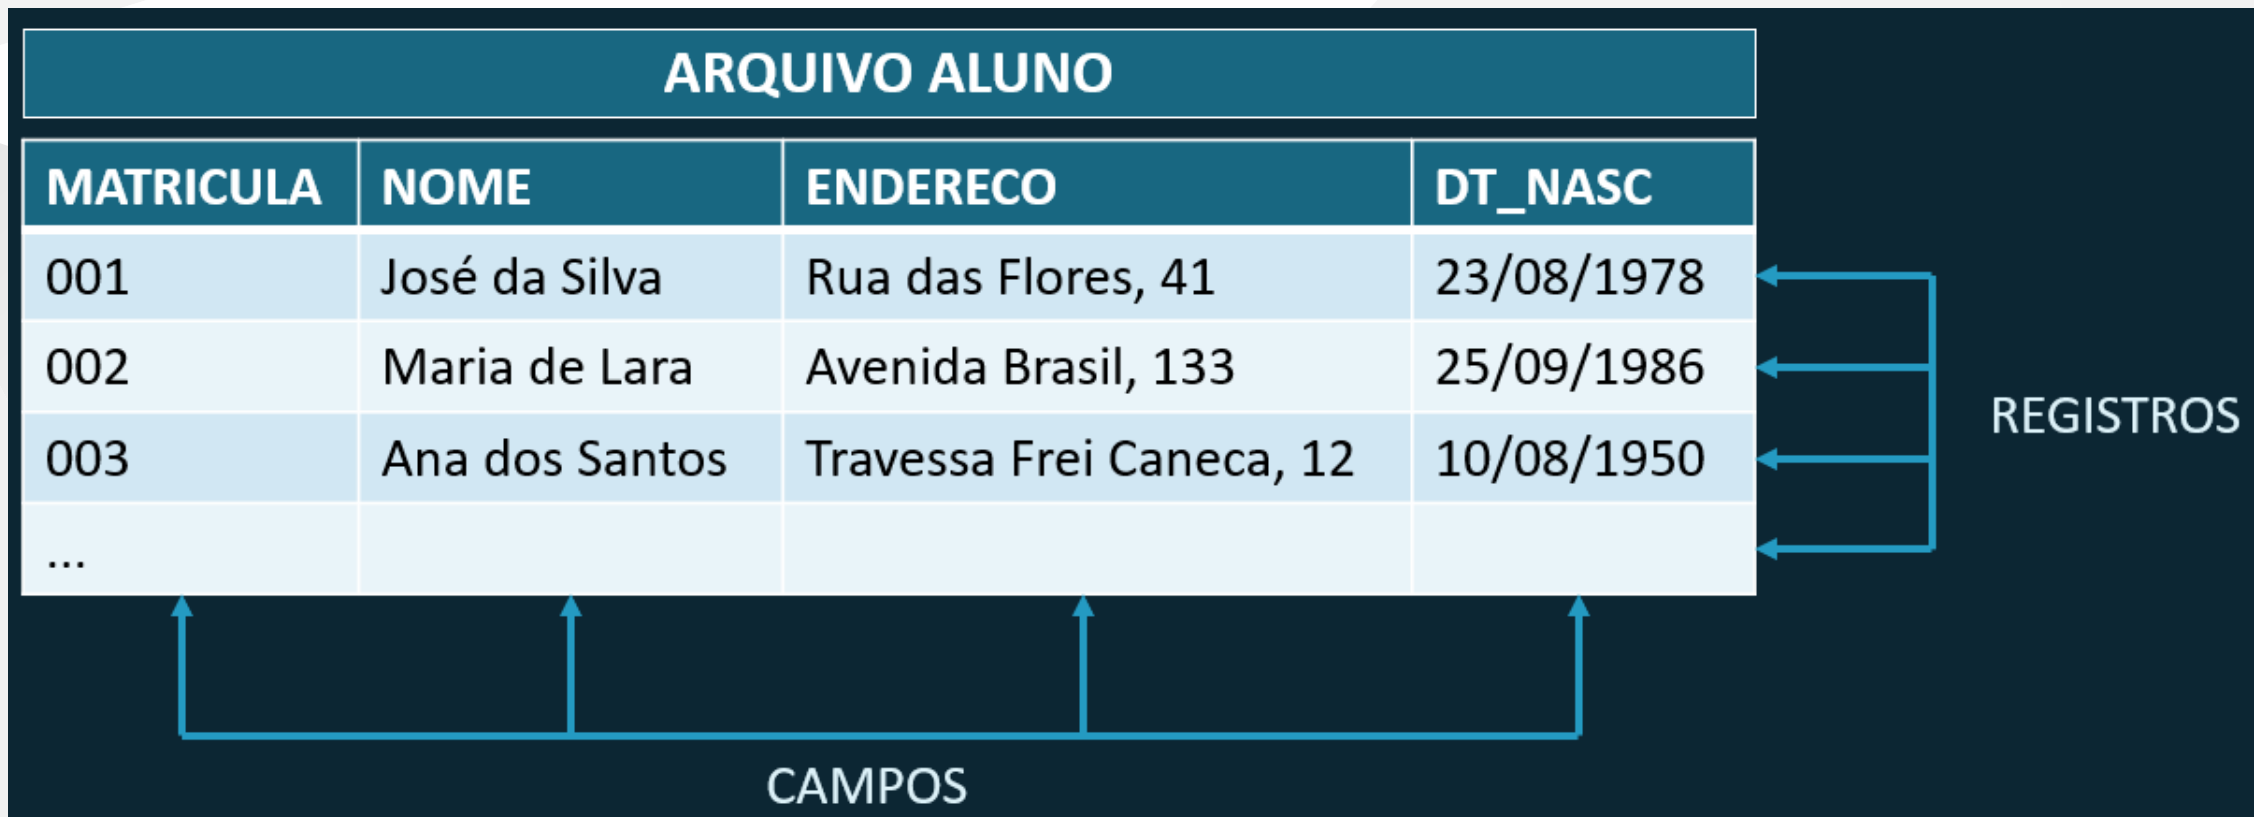 ARQUIVO ALUNO
MATRICULA NOME ENDERECO DT_NASC
001 José da Silva Rua das Flores, 41 23/08/1978
002 Maria de Lara Avenida Brasil, 133 25/09/1986
REGISTROS
003 Ana dos Santos Travessa Frei Caneca, 12 10/08/1950
...
CAMPOS